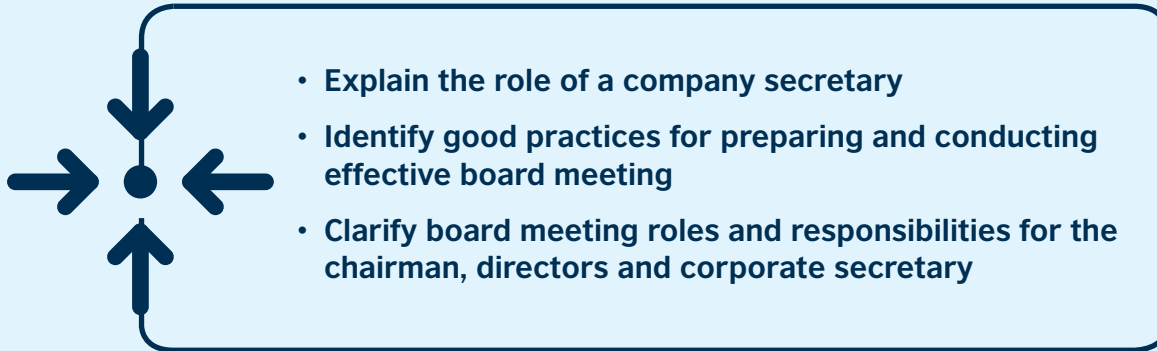 • Explain the role of a company secretary
• Identify good practices for preparing and conducting
effective board meeting
• Clarify board meeting roles and responsibilities for the
chairman, directors and corporate secretary